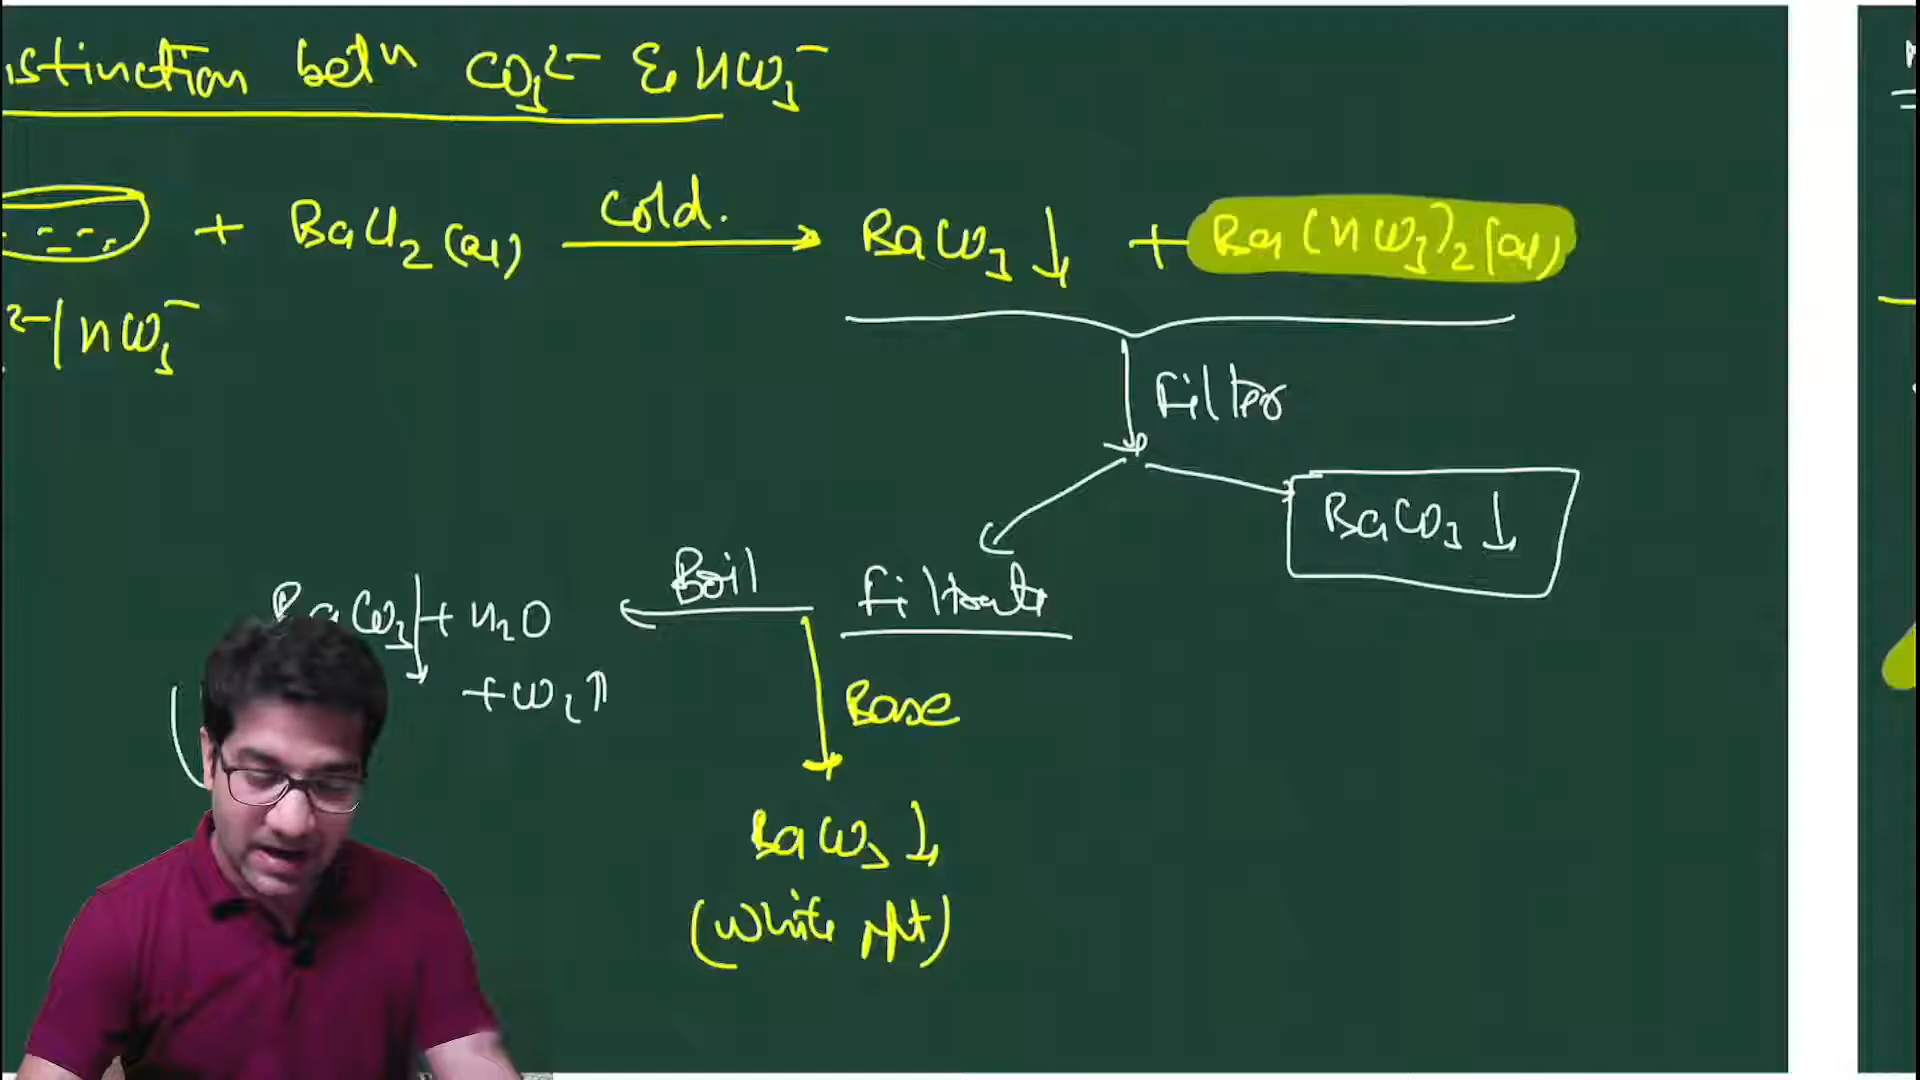 istinction betn CO₃²⁻ & HCO₃⁻
+ BaCl₂(aq) cold. BaCO₃↓ + Ba(HCO₃)₂(aq)
²⁻/HCO₃⁻
Filter
BaCO₃↓
Boil Filtrate
BaCO₃↓ + H₂O
+ CO₂↑
Base
BaCO₃↓
(White ppt)